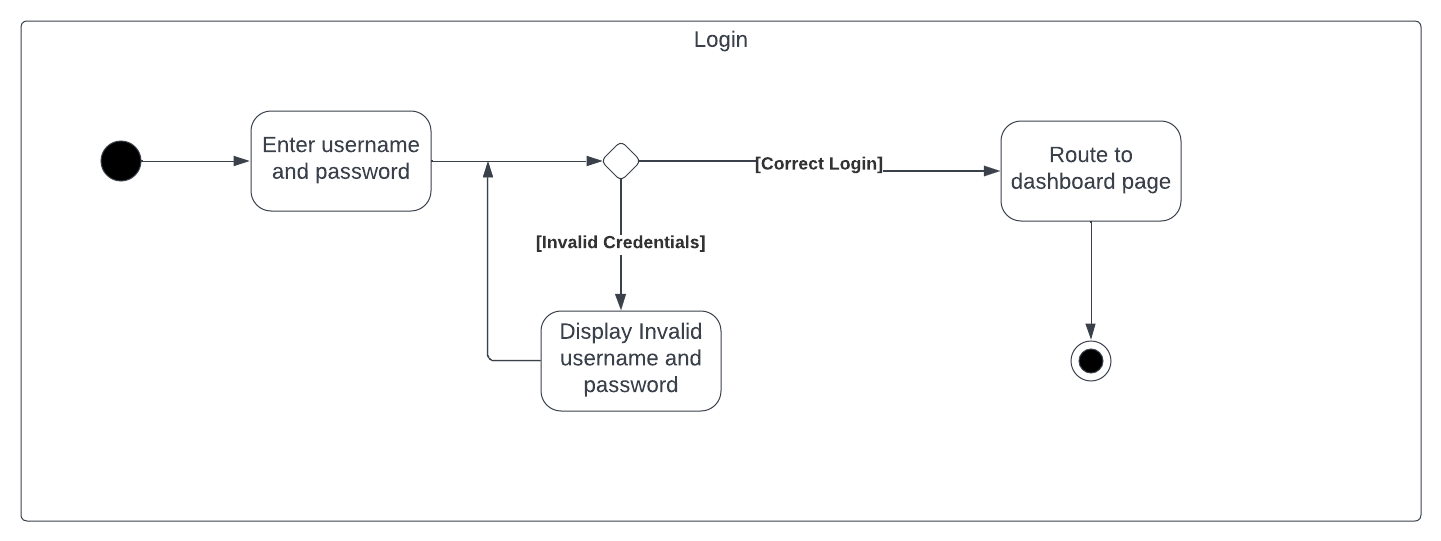 Login
Enter username
and password
[Correct Login]
Route to
dashboard page
[Invalid Credentials]
Display Invalid
username and
password